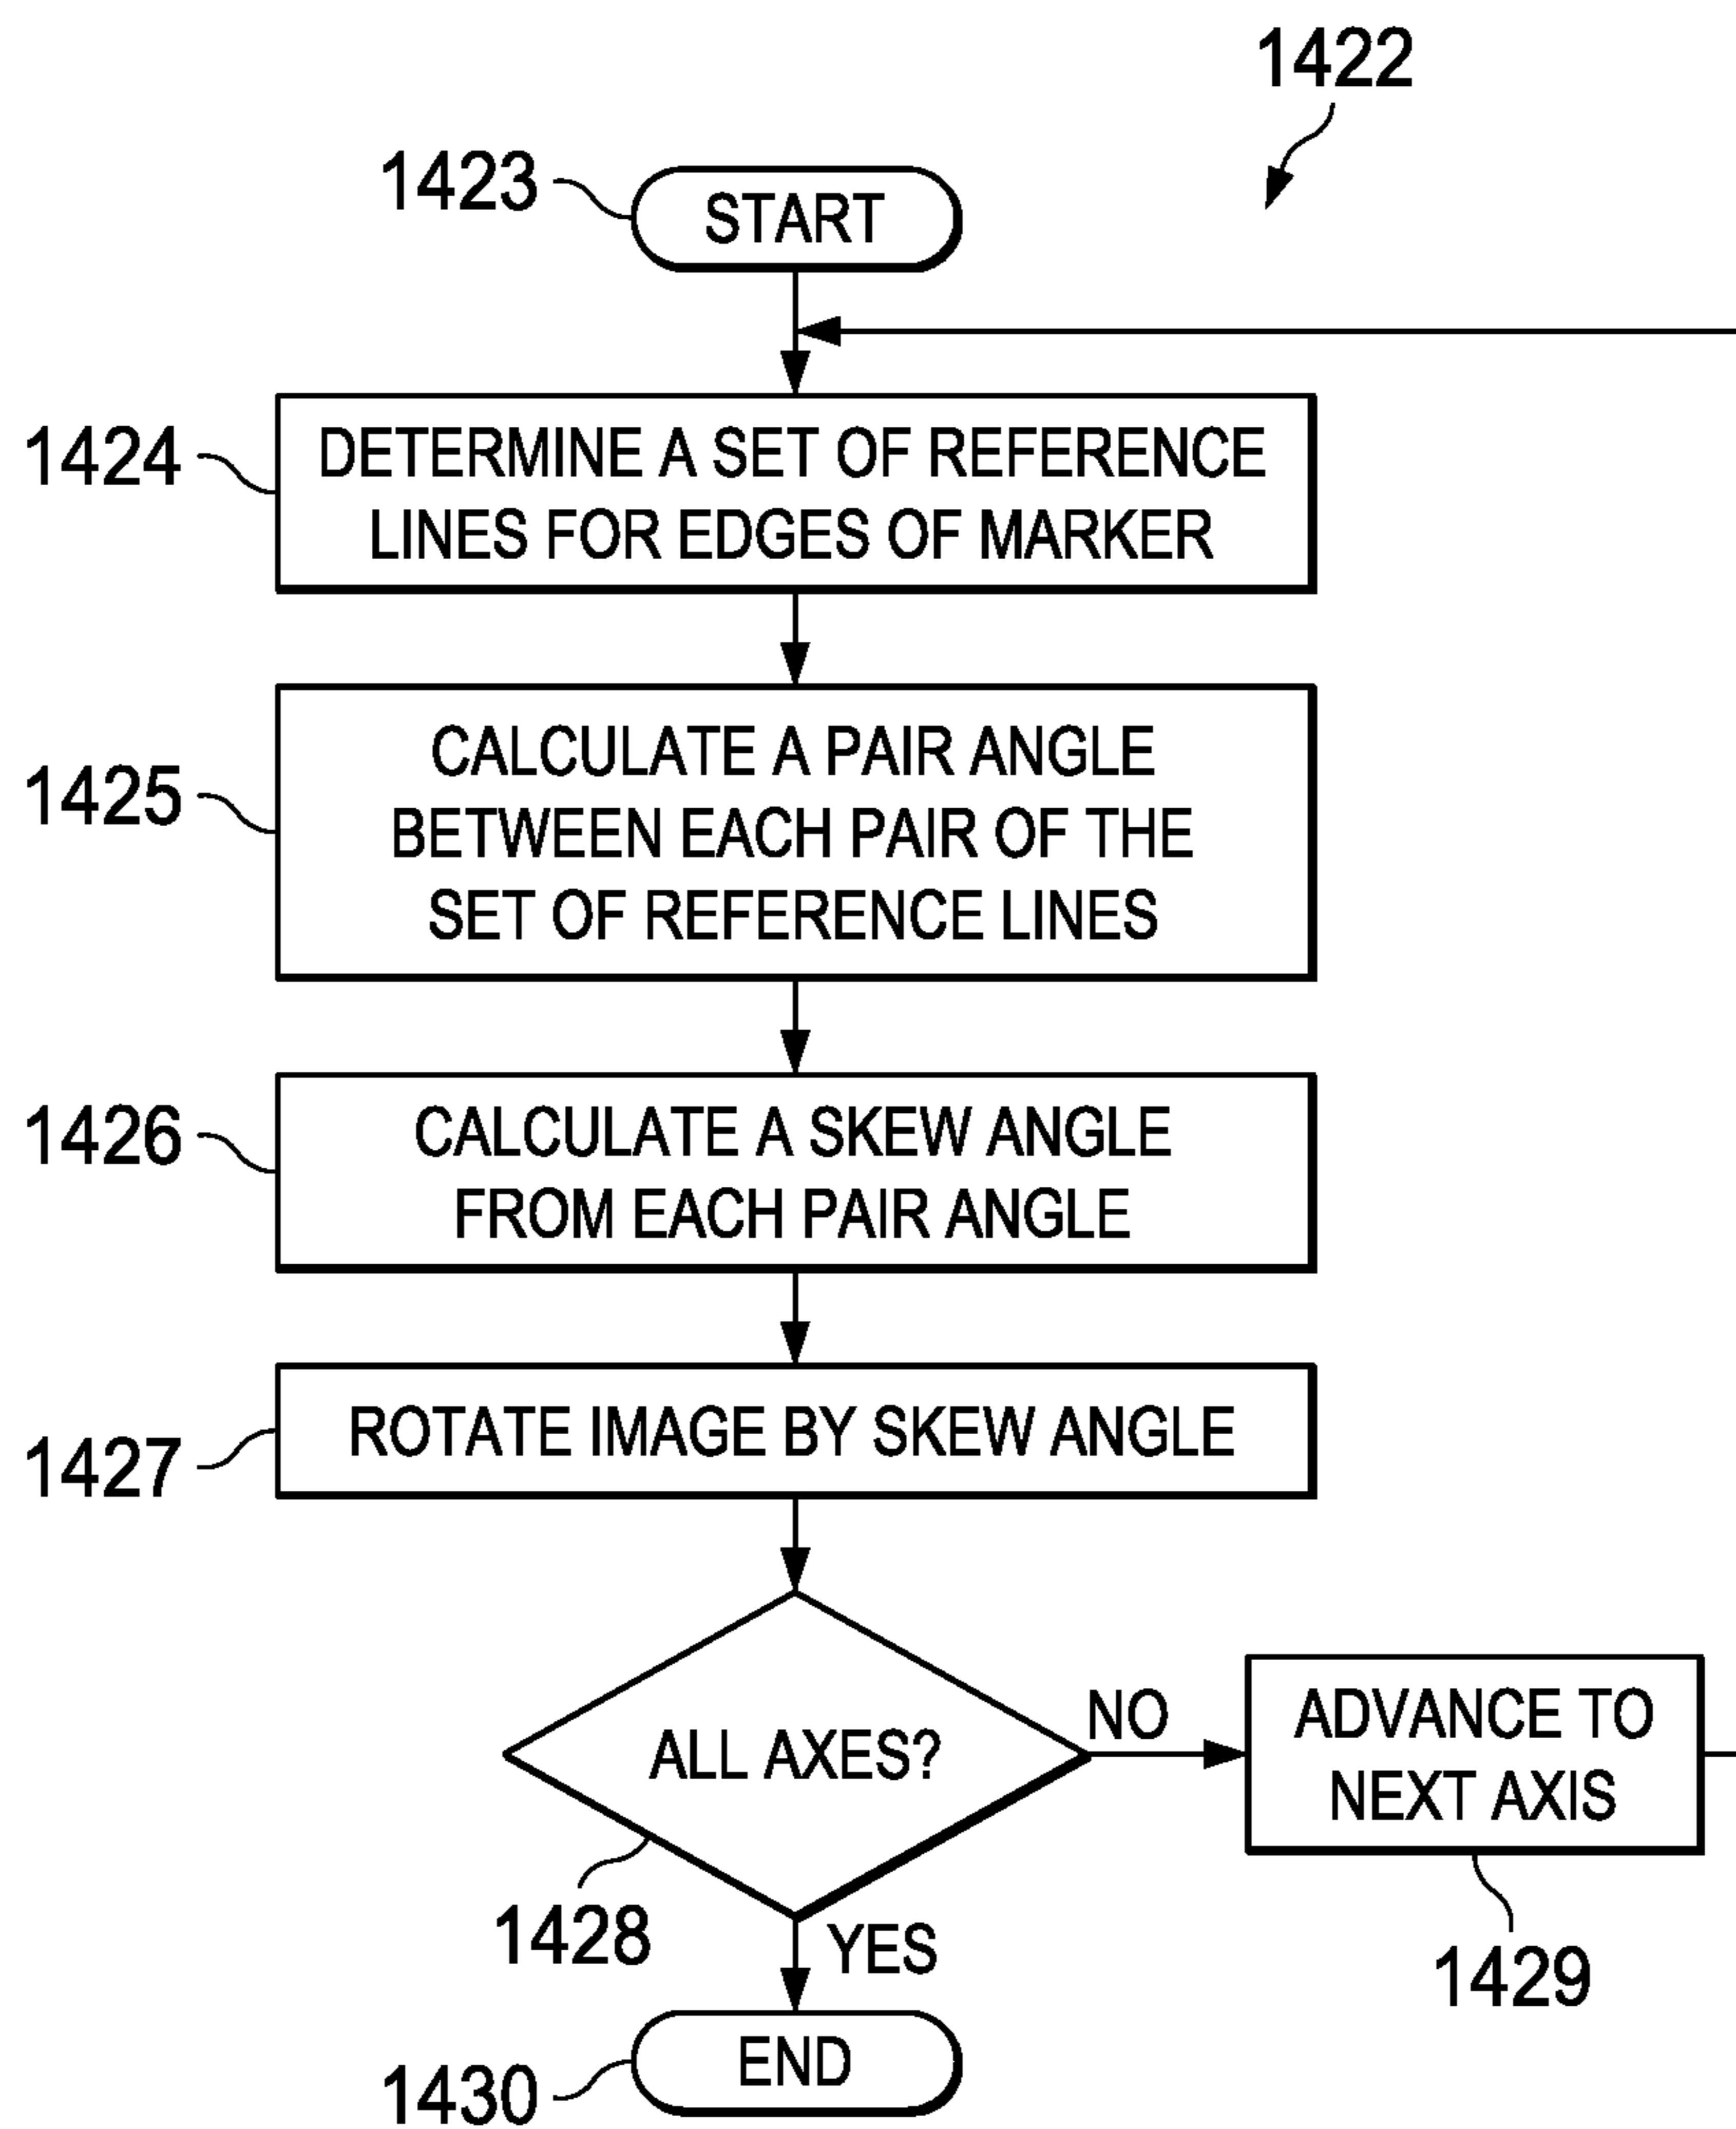 1422
1423
START
1424
DETERMINE A SET OF REFERENCE
LINES FOR EDGES OF MARKER
1425
CALCULATE A PAIR ANGLE
BETWEEN EACH PAIR OF THE
SET OF REFERENCE LINES
1426
CALCULATE A SKEW ANGLE
FROM EACH PAIR ANGLE
1427
ROTATE IMAGE BY SKEW ANGLE
ALL AXES?
NO
ADVANCE TO
NEXT AXIS
1428
YES
1429
END
1430